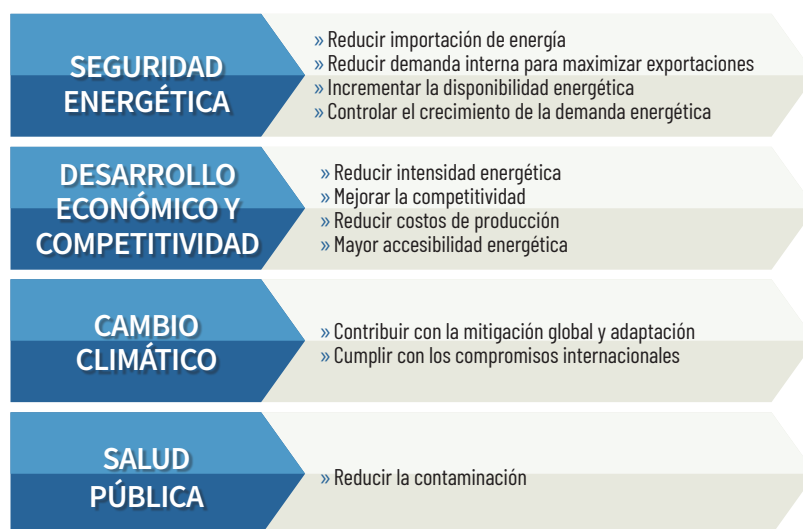 SEGURIDAD
ENERGÉTICA
» Reducir importación de energía
» Reducir demanda interna para maximizar exportaciones
» Incrementar la disponibilidad energética
» Controlar el crecimiento de la demanda energética
DESARROLLO
ECONÓMICO Y
COMPETITIVIDAD
» Reducir intensidad energética
» Mejorar la competitividad
» Reducir costos de producción
» Mayor accesibilidad energética
CAMBIO
CLIMÁTICO
» Contribuir con la mitigación global y adaptación
» Cumplir con los compromisos internacionales
SALUD
PÚBLICA
» Reducir la contaminación